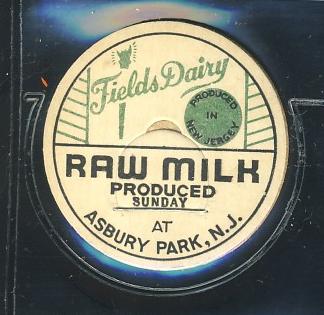 Fields Dairy
PRODUCED
IN
NEW JERSEY
RAW MILK
PRODUCED
SUNDAY
AT
ASBURY PARK, N.J.